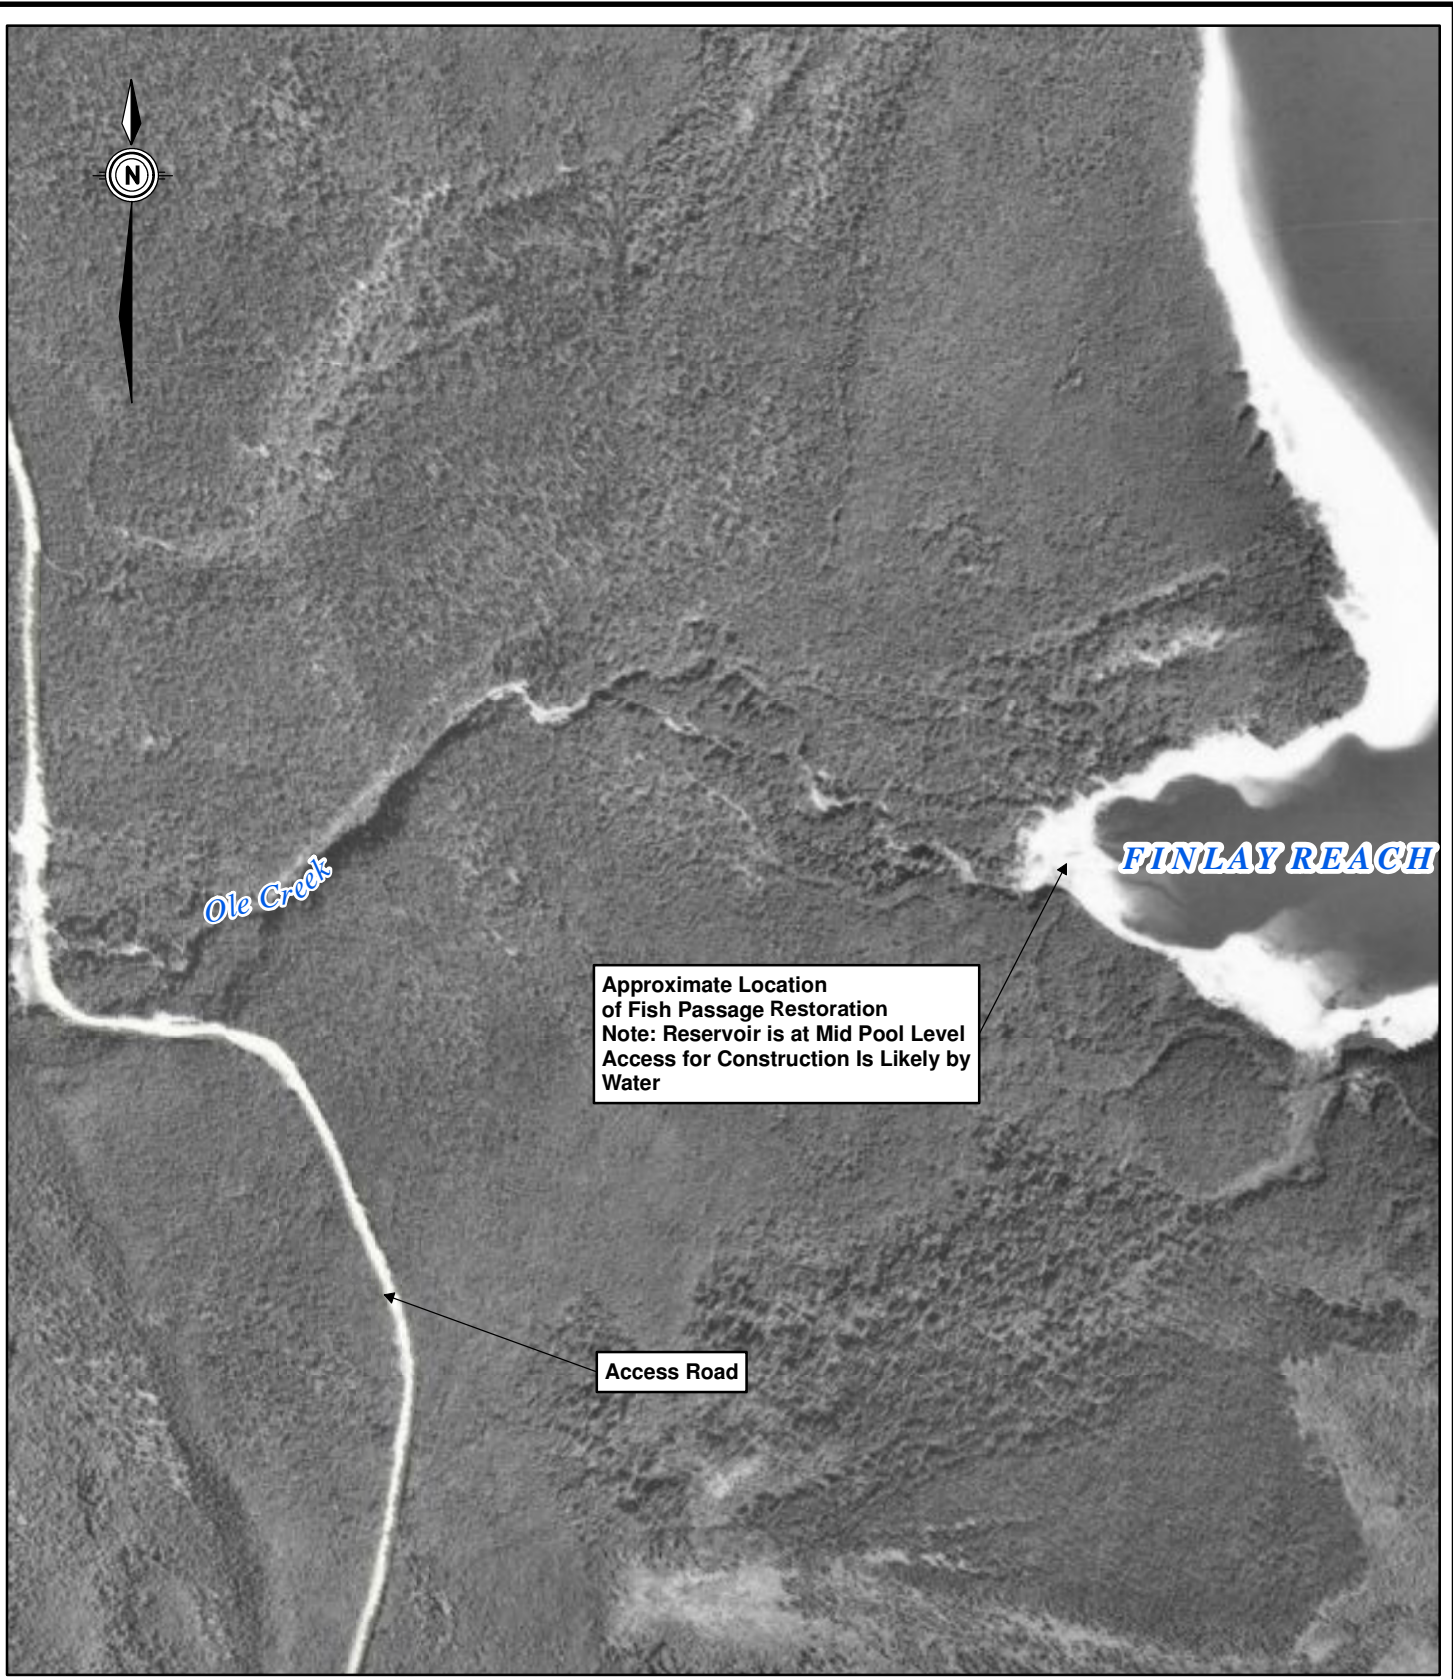 N
Ole Creek
FINLAY REACH
Approximate Location
of Fish Passage Restoration
Note: Reservoir is at Mid Pool Level
Access for Construction Is Likely by
Water
Access Road